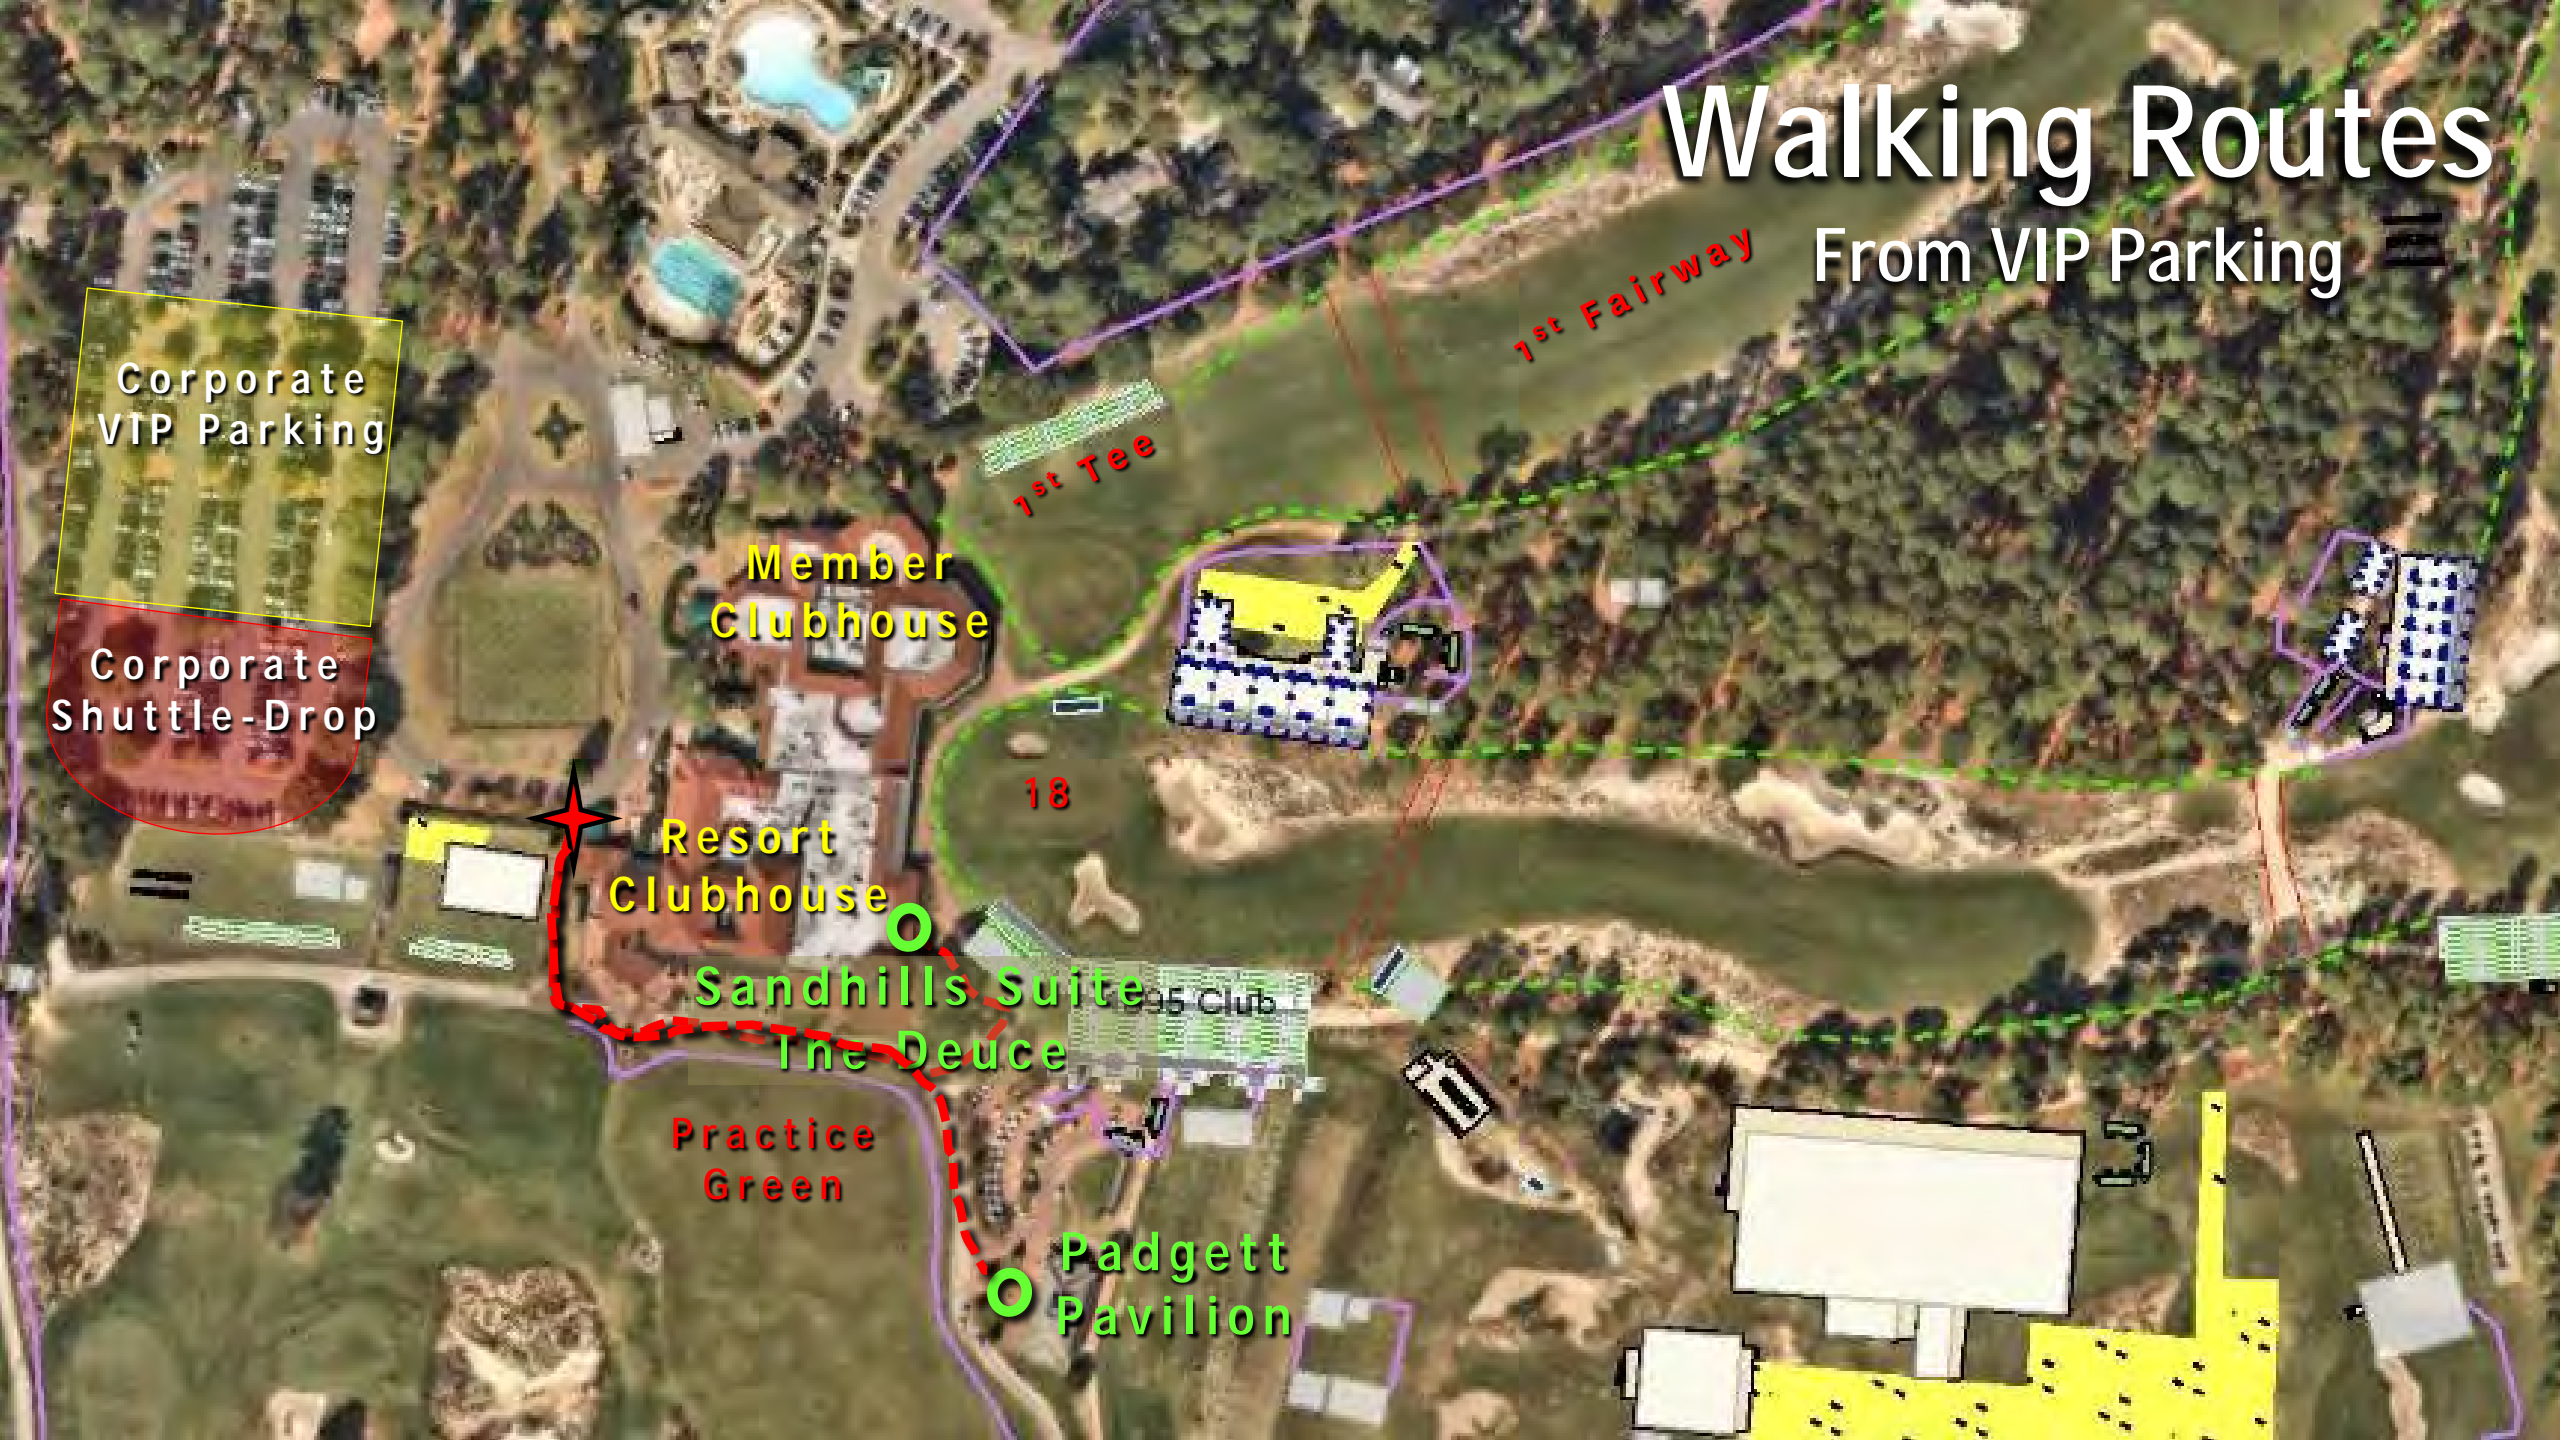 Walking Routes
From VIP Parking
1st Fairway
Corporate
VIP Parking
1st Tee
Member
Clubhouse
Corporate
Shuttle-Drop
18
Resort
Clubhouse
Sandhills Suite
95 Club
The Deuce
Practice
Green
Padgett
Pavilion